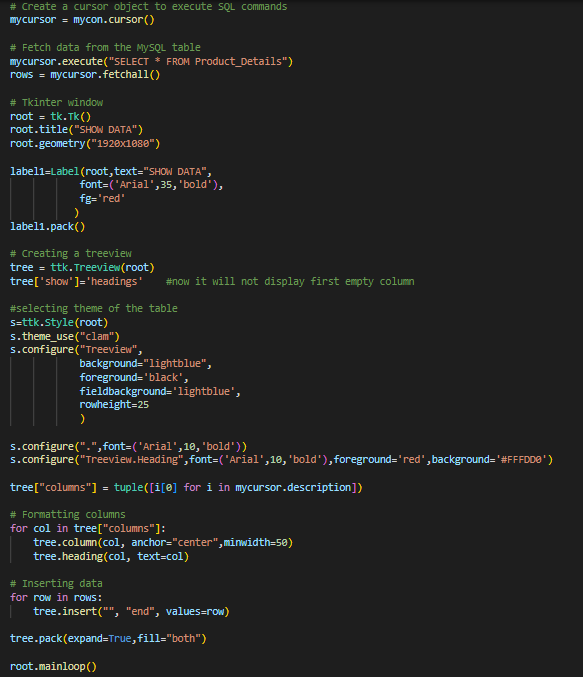 # Create a cursor object to execute SQL commands
mycursor = mycon.cursor()
# Fetch data from the MySQL table
mycursor.execute("SELECT * FROM Product_Details")
rows = mycursor.fetchall()
# Tkinter window
root = tk.Tk()
root.title("SHOW DATA")
root.geometry("1920x1080")
label1=Label(root,text="SHOW DATA",
font=('Arial',35,'bold'),
fg='red'
)
label1.pack()
# Creating a treeview
tree = ttk.Treeview(root)
tree['show']='headings'    #now it will not display first empty column
#selecting theme of the table
s=ttk.Style(root)
s.theme_use("clam")
s.configure("Treeview",
background="lightblue",
foreground='black',
fieldbackground='lightblue',
rowheight=25
)
s.configure(".",font=('Arial',10,'bold'))
s.configure("Treeview.Heading",font=('Arial',10,'bold'),foreground='red',background='#FFFDD0')
tree["columns"] = tuple([i[0] for i in mycursor.description])
# Formatting columns
for col in tree["columns"]:
tree.column(col, anchor="center",minwidth=50)
tree.heading(col, text=col)
# Inserting data
for row in rows:
tree.insert("", "end", values=row)
tree.pack(expand=True,fill="both")
root.mainloop()